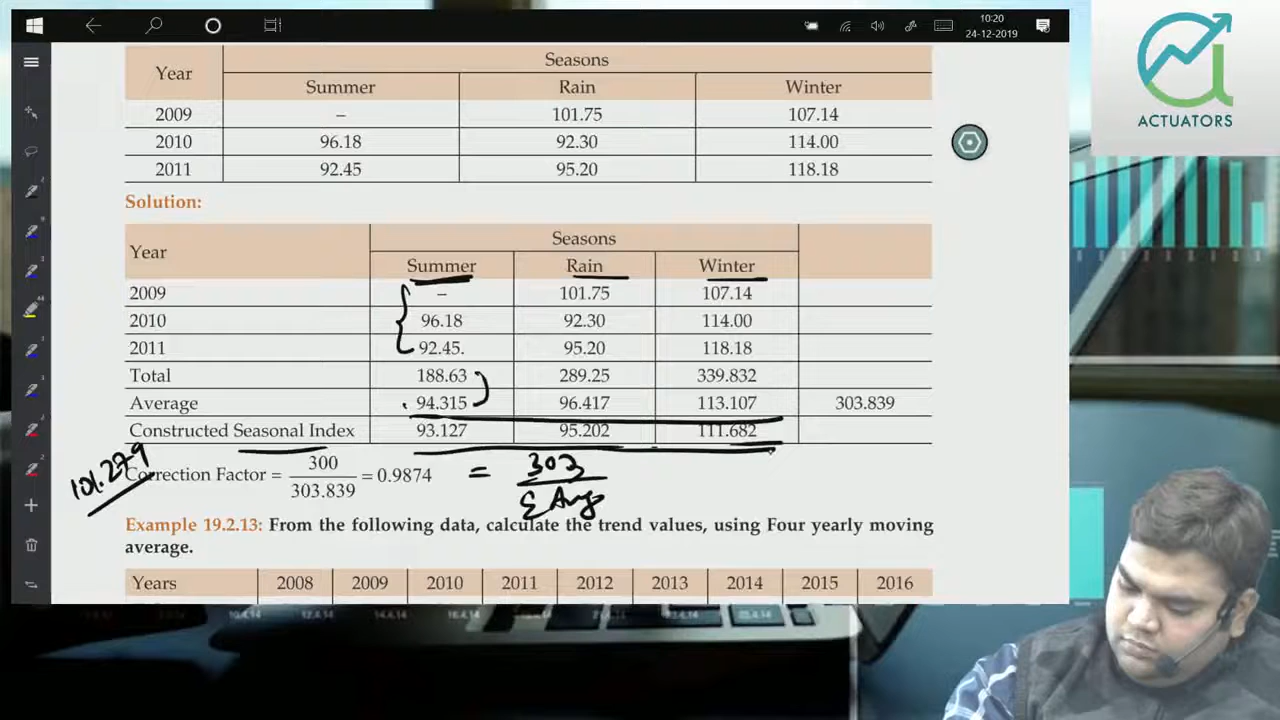 10:20
24-12-2019
ACTUATORS
Year Seasons
Summer Rain Winter
2009 – 101.75 107.14
2010 96.18 92.30 114.00
2011 92.45 95.20 118.18
Solution:
Year Seasons
Summer Rain Winter
2009 – 101.75 107.14
2010 96.18 92.30 114.00
2011 92.45. 95.20 118.18
Total 188.63 289.25 339.832
Average 94.315 96.417 113.107 303.839
Constructed Seasonal Index 93.127 95.202 111.682
101.279
Correction Factor = 300 / 303.839 = 0.9874 = 303 / Σ Avg
Example 19.2.13: From the following data, calculate the trend values, using Four yearly moving
average.
Years 2008 2009 2010 2011 2012 2013 2014 2015 2016